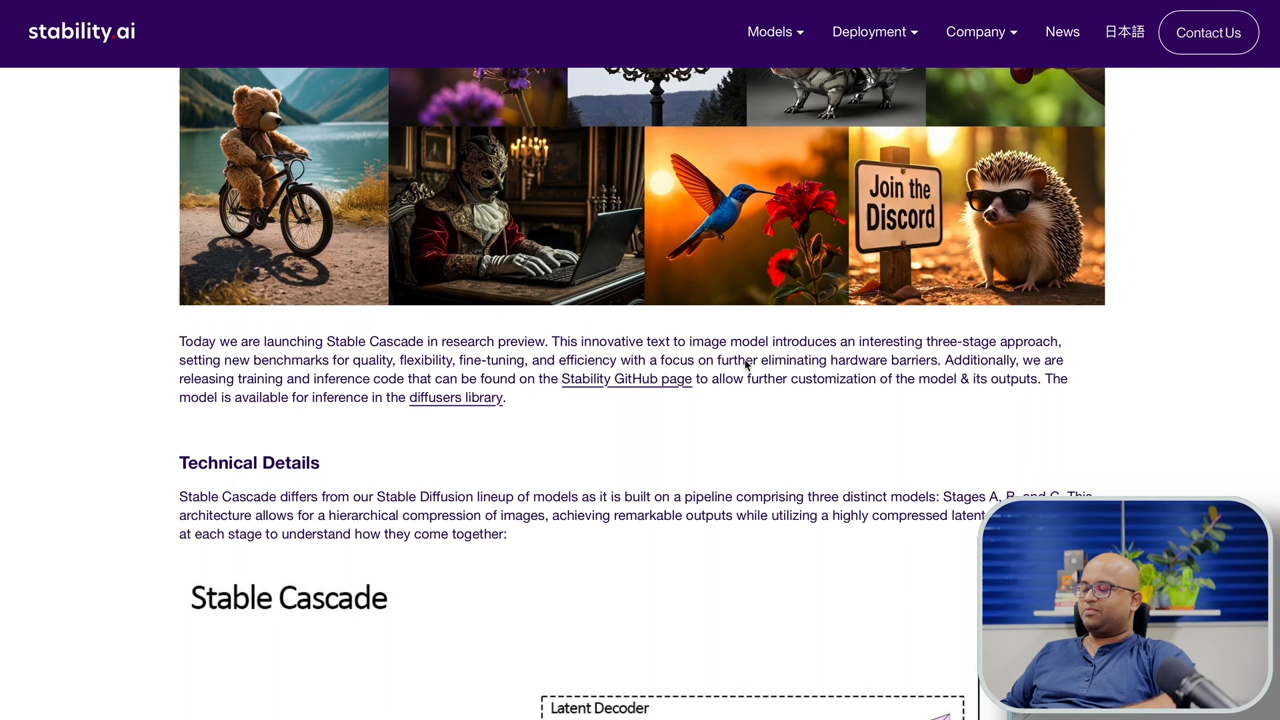 stability.ai
Models
Deployment
Company
News
日本語
Contact Us
Join the
Discord
Today we are launching Stable Cascade in research preview. This innovative text to image model introduces an interesting three-stage approach,
setting new benchmarks for quality, flexibility, fine-tuning, and efficiency with a focus on further eliminating hardware barriers. Additionally, we are
releasing training and inference code that can be found on the Stability GitHub page to allow further customization of the model & its outputs. The
model is available for inference in the diffusers library.
Technical Details
Stable Cascade differs from our Stable Diffusion lineup of models as it is built on a pipeline comprising three distinct models: Stages A, B, and C. This
architecture allows for a hierarchical compression of images, achieving remarkable outputs while utilizing a highly compressed latent
at each stage to understand how they come together:
Stable Cascade
Latent Decoder